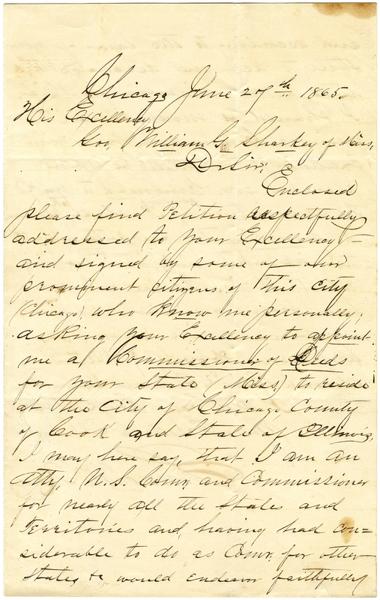 Chicago June 27th 1865.
His Excellency
Gov. William G. Sharkey of Miss,
Dr Sir:
Enclosed
please find Petition respectfully
addressed to your Excellency –
and signed by some of our
prominent citizens of this City
(Chicago) who know me personally,
asking your Excellency to appoint
me a Commissioner of Deeds
for your State (Miss) to reside
at the City of Chicago County
of Cook and State of Illinois,
I may here say, that I am an
Atty, U.S. Comr, and Commissioner
for nearly all the States and
Territories and having had con-
siderable to do as Comr, for other
States & would endeavor faithfully